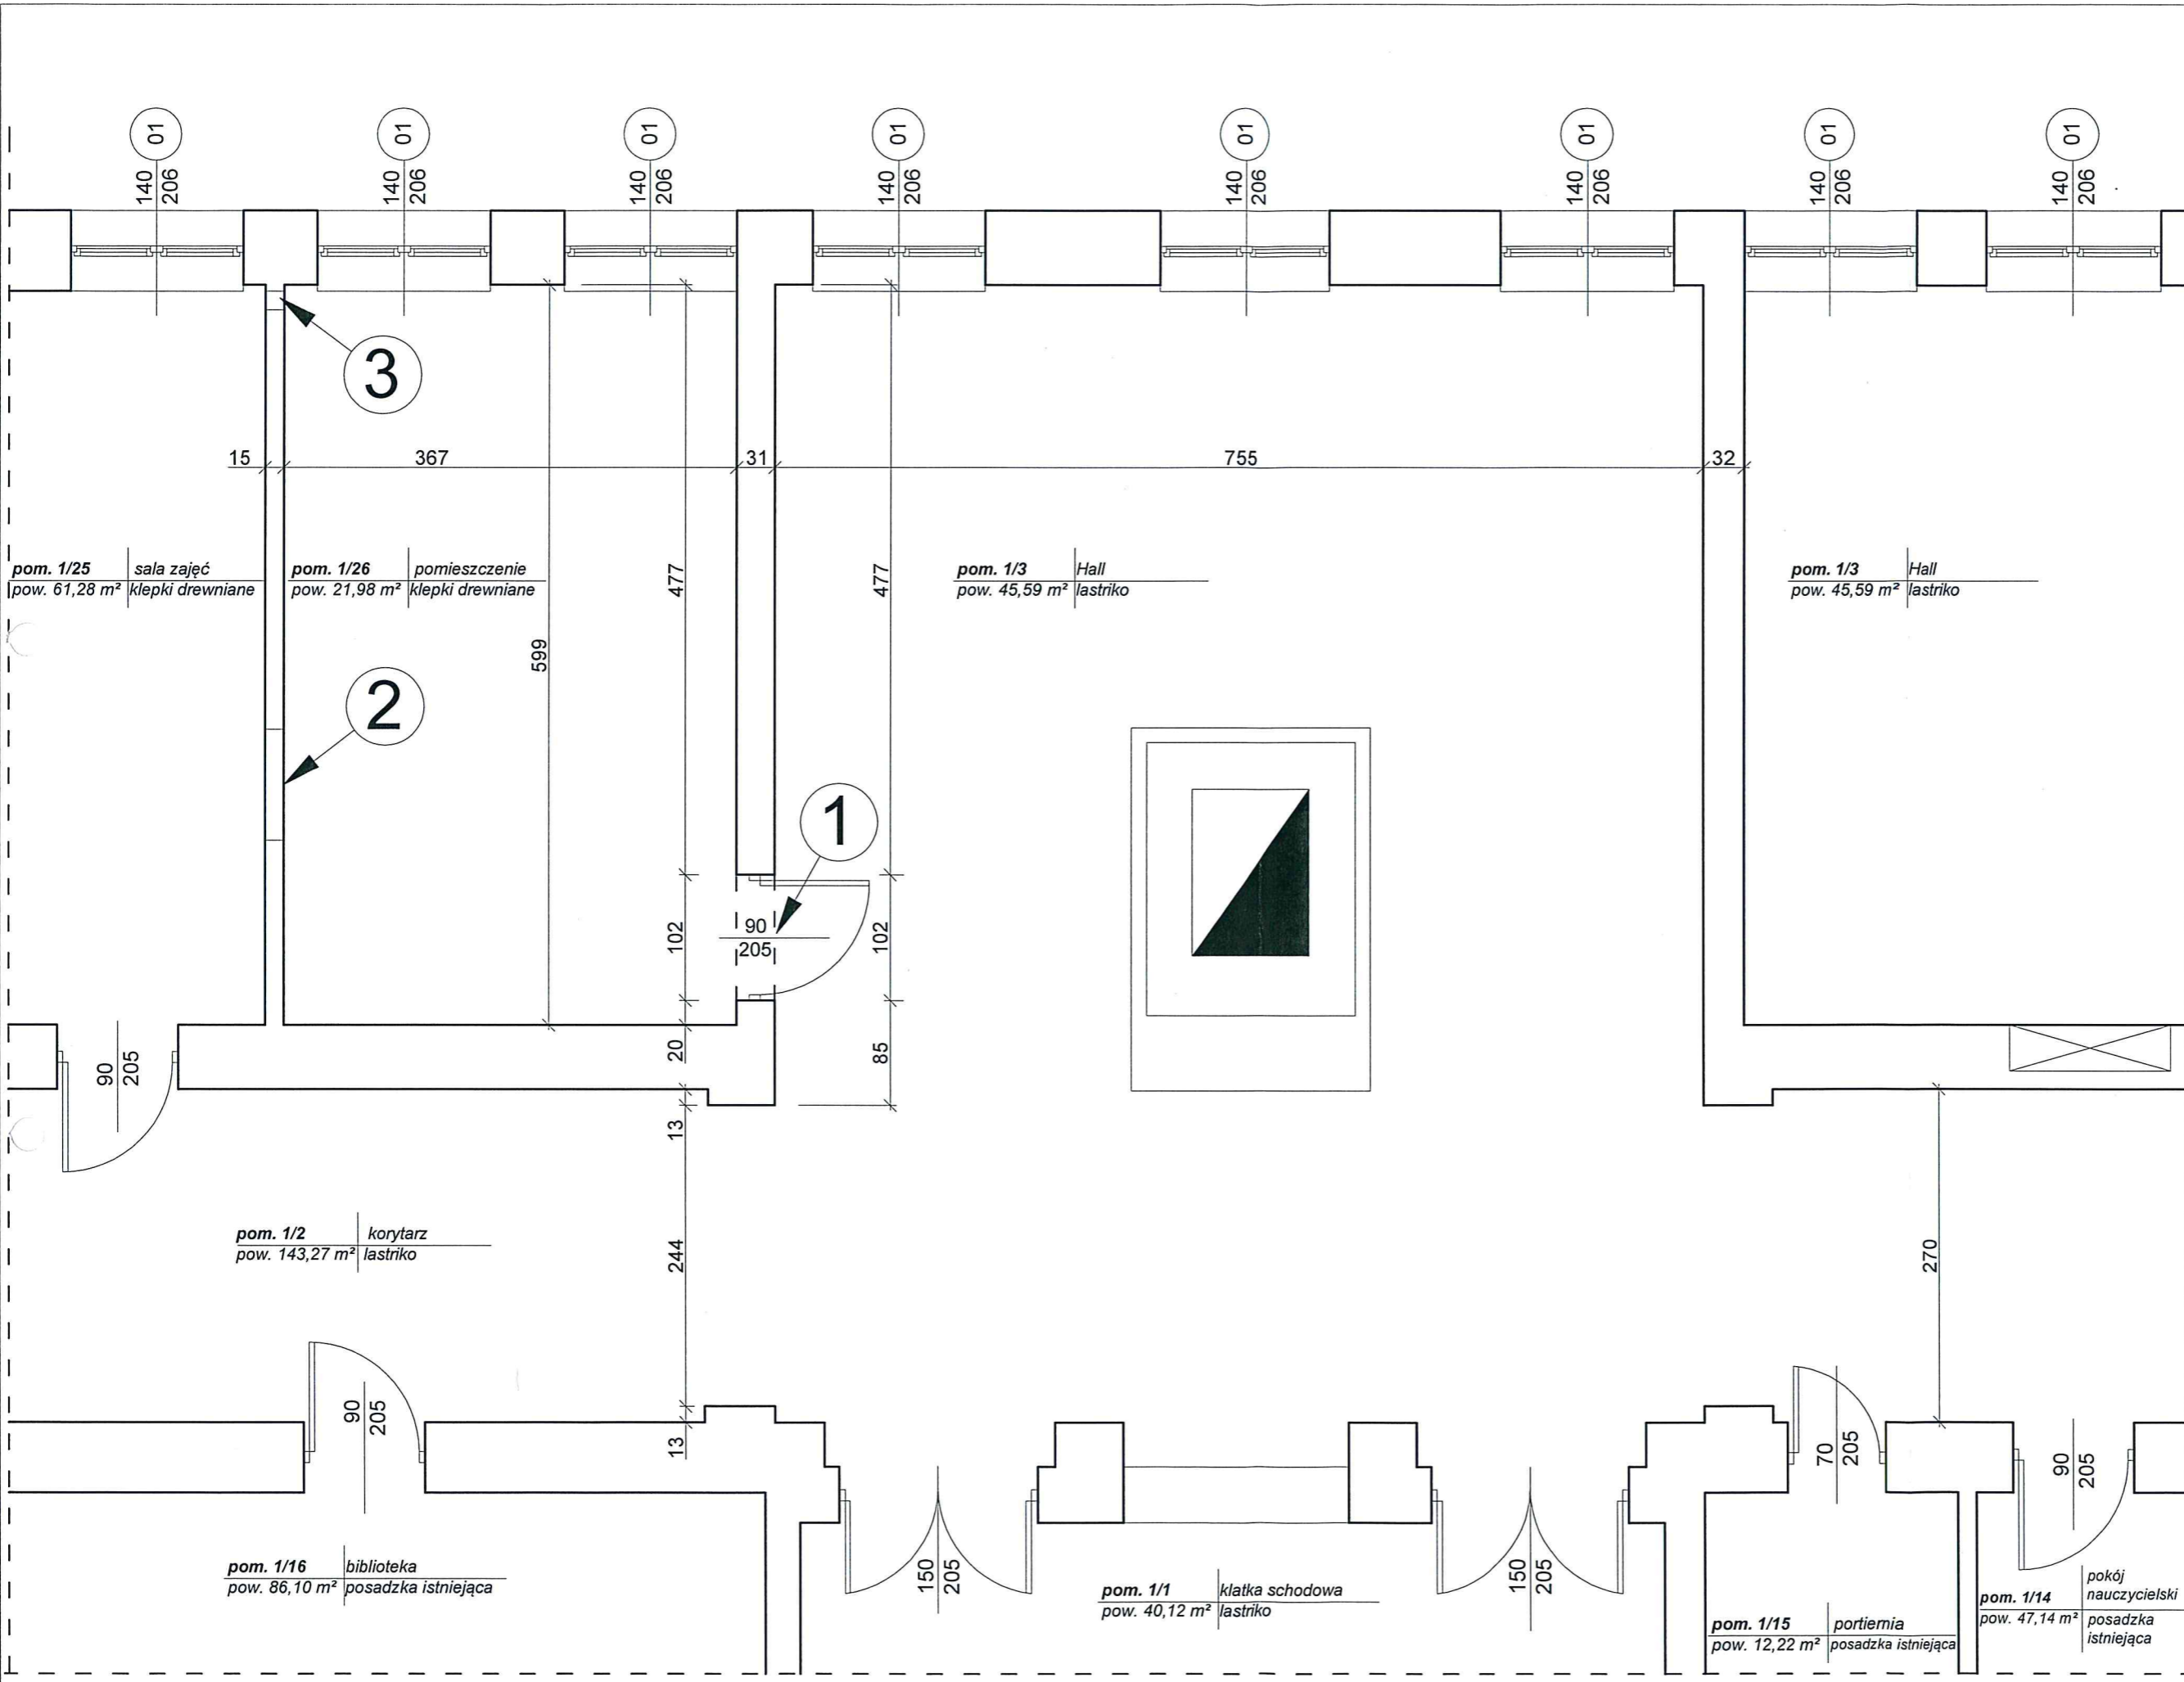 01 01 01 01 01 01 01 01
140 140 140 140 140 140 140 140
206 206 206 206 206 206 206 206
3
15 367 31 755 32
pom. 1/25 sala zajęć
pow. 61,28 m² klepki drewniane
pom. 1/26 pomieszczenie
pow. 21,98 m² klepki drewniane
477
477
pom. 1/3 Hall
pow. 45,59 m² lastriko
pom. 1/3 Hall
pow. 45,59 m² lastriko
599
2
1
102
90
205
102
90
205
20
85
13
pom. 1/2 korytarz
pow. 143,27 m² lastriko
244
270
90
205
13
70
205
90
205
pom. 1/16 biblioteka
pow. 86,10 m² posadzka istniejąca
150
205
pom. 1/1 klatka schodowa
pow. 40,12 m² lastriko
150
205
pom. 1/15 portiernia
pow. 12,22 m² posadzka istniejąca
pokój
nauczycielski
pom. 1/14
pow. 47,14 m² posadzka
istniejąca